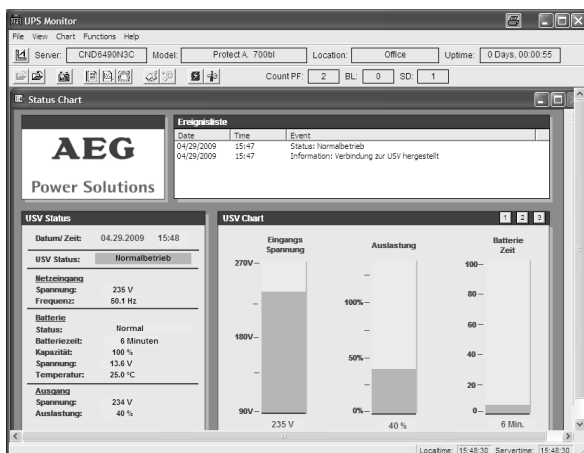 UPS Monitor
File View Chart Functions Help
Server: CND6490N3C Model: Protect A. 700bl Location: Office Uptime: 0 Days, 00:00:55
Count PF: 2 BL: 0 SD: 1
Status Chart
AEG
Power Solutions
Ereignisliste
Date Time Event
04/29/2009 15:47 Status: Normalbetrieb
04/29/2009 15:47 Information: Verbindung zur USV hergestellt
USV Status
Datum/ Zeit: 04.29.2009 15:48
USV Status: Normalbetrieb
Netzeingang
Spannung: 235 V
Frequenz: 50.1 Hz
Batterie
Status: Normal
Batteriezeit: 6 Minuten
Kapazität: 100 %
Spannung: 13.6 V
Temperatur: 25.0 °C
Ausgang
Spannung: 234 V
Auslastung: 40 %
USV Chart 1 2 3
Eingangs
Spannung
270V
180V
90V
235 V
Auslastung
100%
50%
0%
40 %
Batterie
Zeit
100
80
60
40
20
0
6 Min.
Localtime: 15:48:30 Servertime: 15:48:30